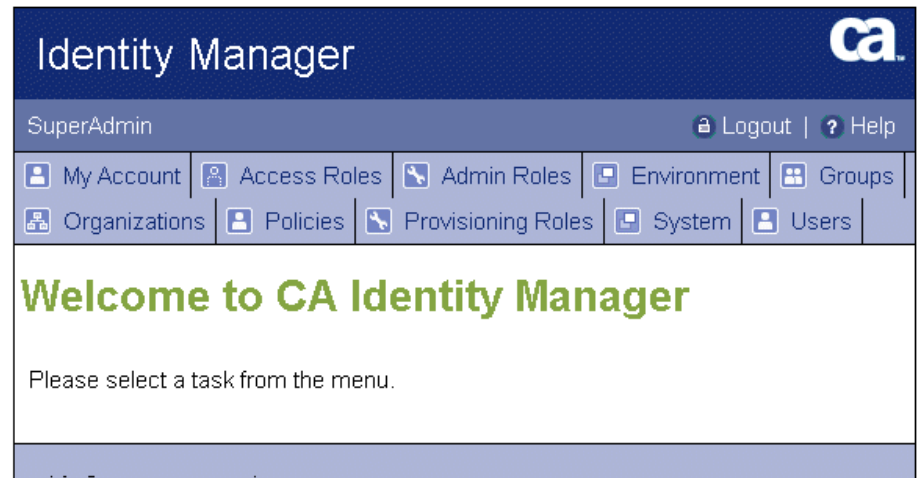 Identity Manager
ca™
SuperAdmin
Logout | Help
My Account Access Roles Admin Roles Environment Groups
Organizations Policies Provisioning Roles System Users
Welcome to CA Identity Manager
Please select a task from the menu.